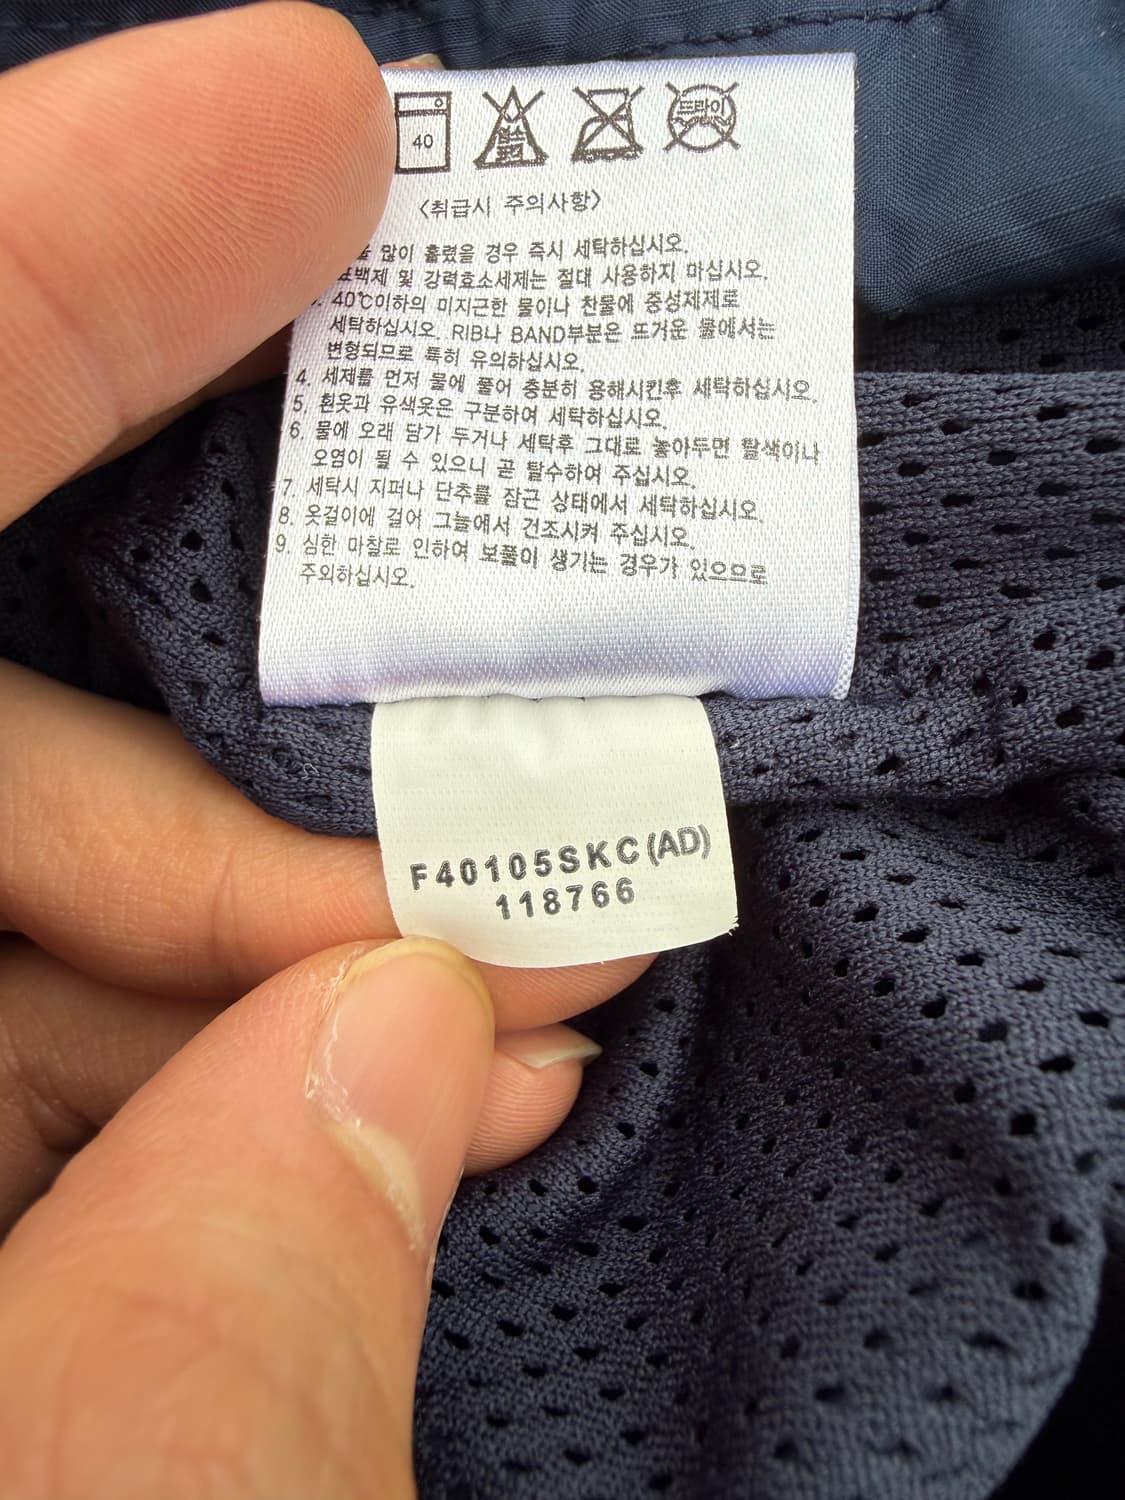 40
염소
표백
드라이
<취급시 주의사항>
많이 흘렸을 경우 즉시 세탁하십시오.
표백제 및 강력효소세제는 절대 사용하지 마십시오.
40℃이하의 미지근한 물이나 찬물에 중성제제로
세탁하십시오. RIB나 BAND부분은 뜨거운 물에서는
변형되므로 특히 유의하십시오.
4. 세제를 먼저 물에 풀어 충분히 용해시킨후 세탁하십시오.
5. 흰옷과 유색옷은 구분하여 세탁하십시오.
6. 물에 오래 담가 두거나 세탁후 그대로 놓아두면 탈색이나
오염이 될 수 있으니 곧 탈수하여 주십시오.
7. 세탁시 지퍼나 단추를 잠근 상태에서 세탁하십시오.
8. 옷걸이에 걸어 그늘에서 건조시켜 주십시오.
9. 심한 마찰로 인하여 보풀이 생기는 경우가 있으므로
주의하십시오.
F40105SKC(AD)
118766